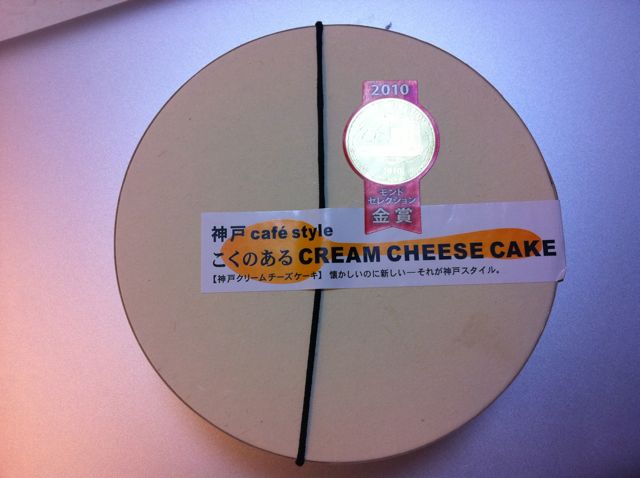 2010
モンド
セレクション
金賞
神戸 café style
こくのある CREAM CHEESE CAKE
【神戸クリームチーズケーキ】 懐かしいのに新しい―それが神戸スタイル。